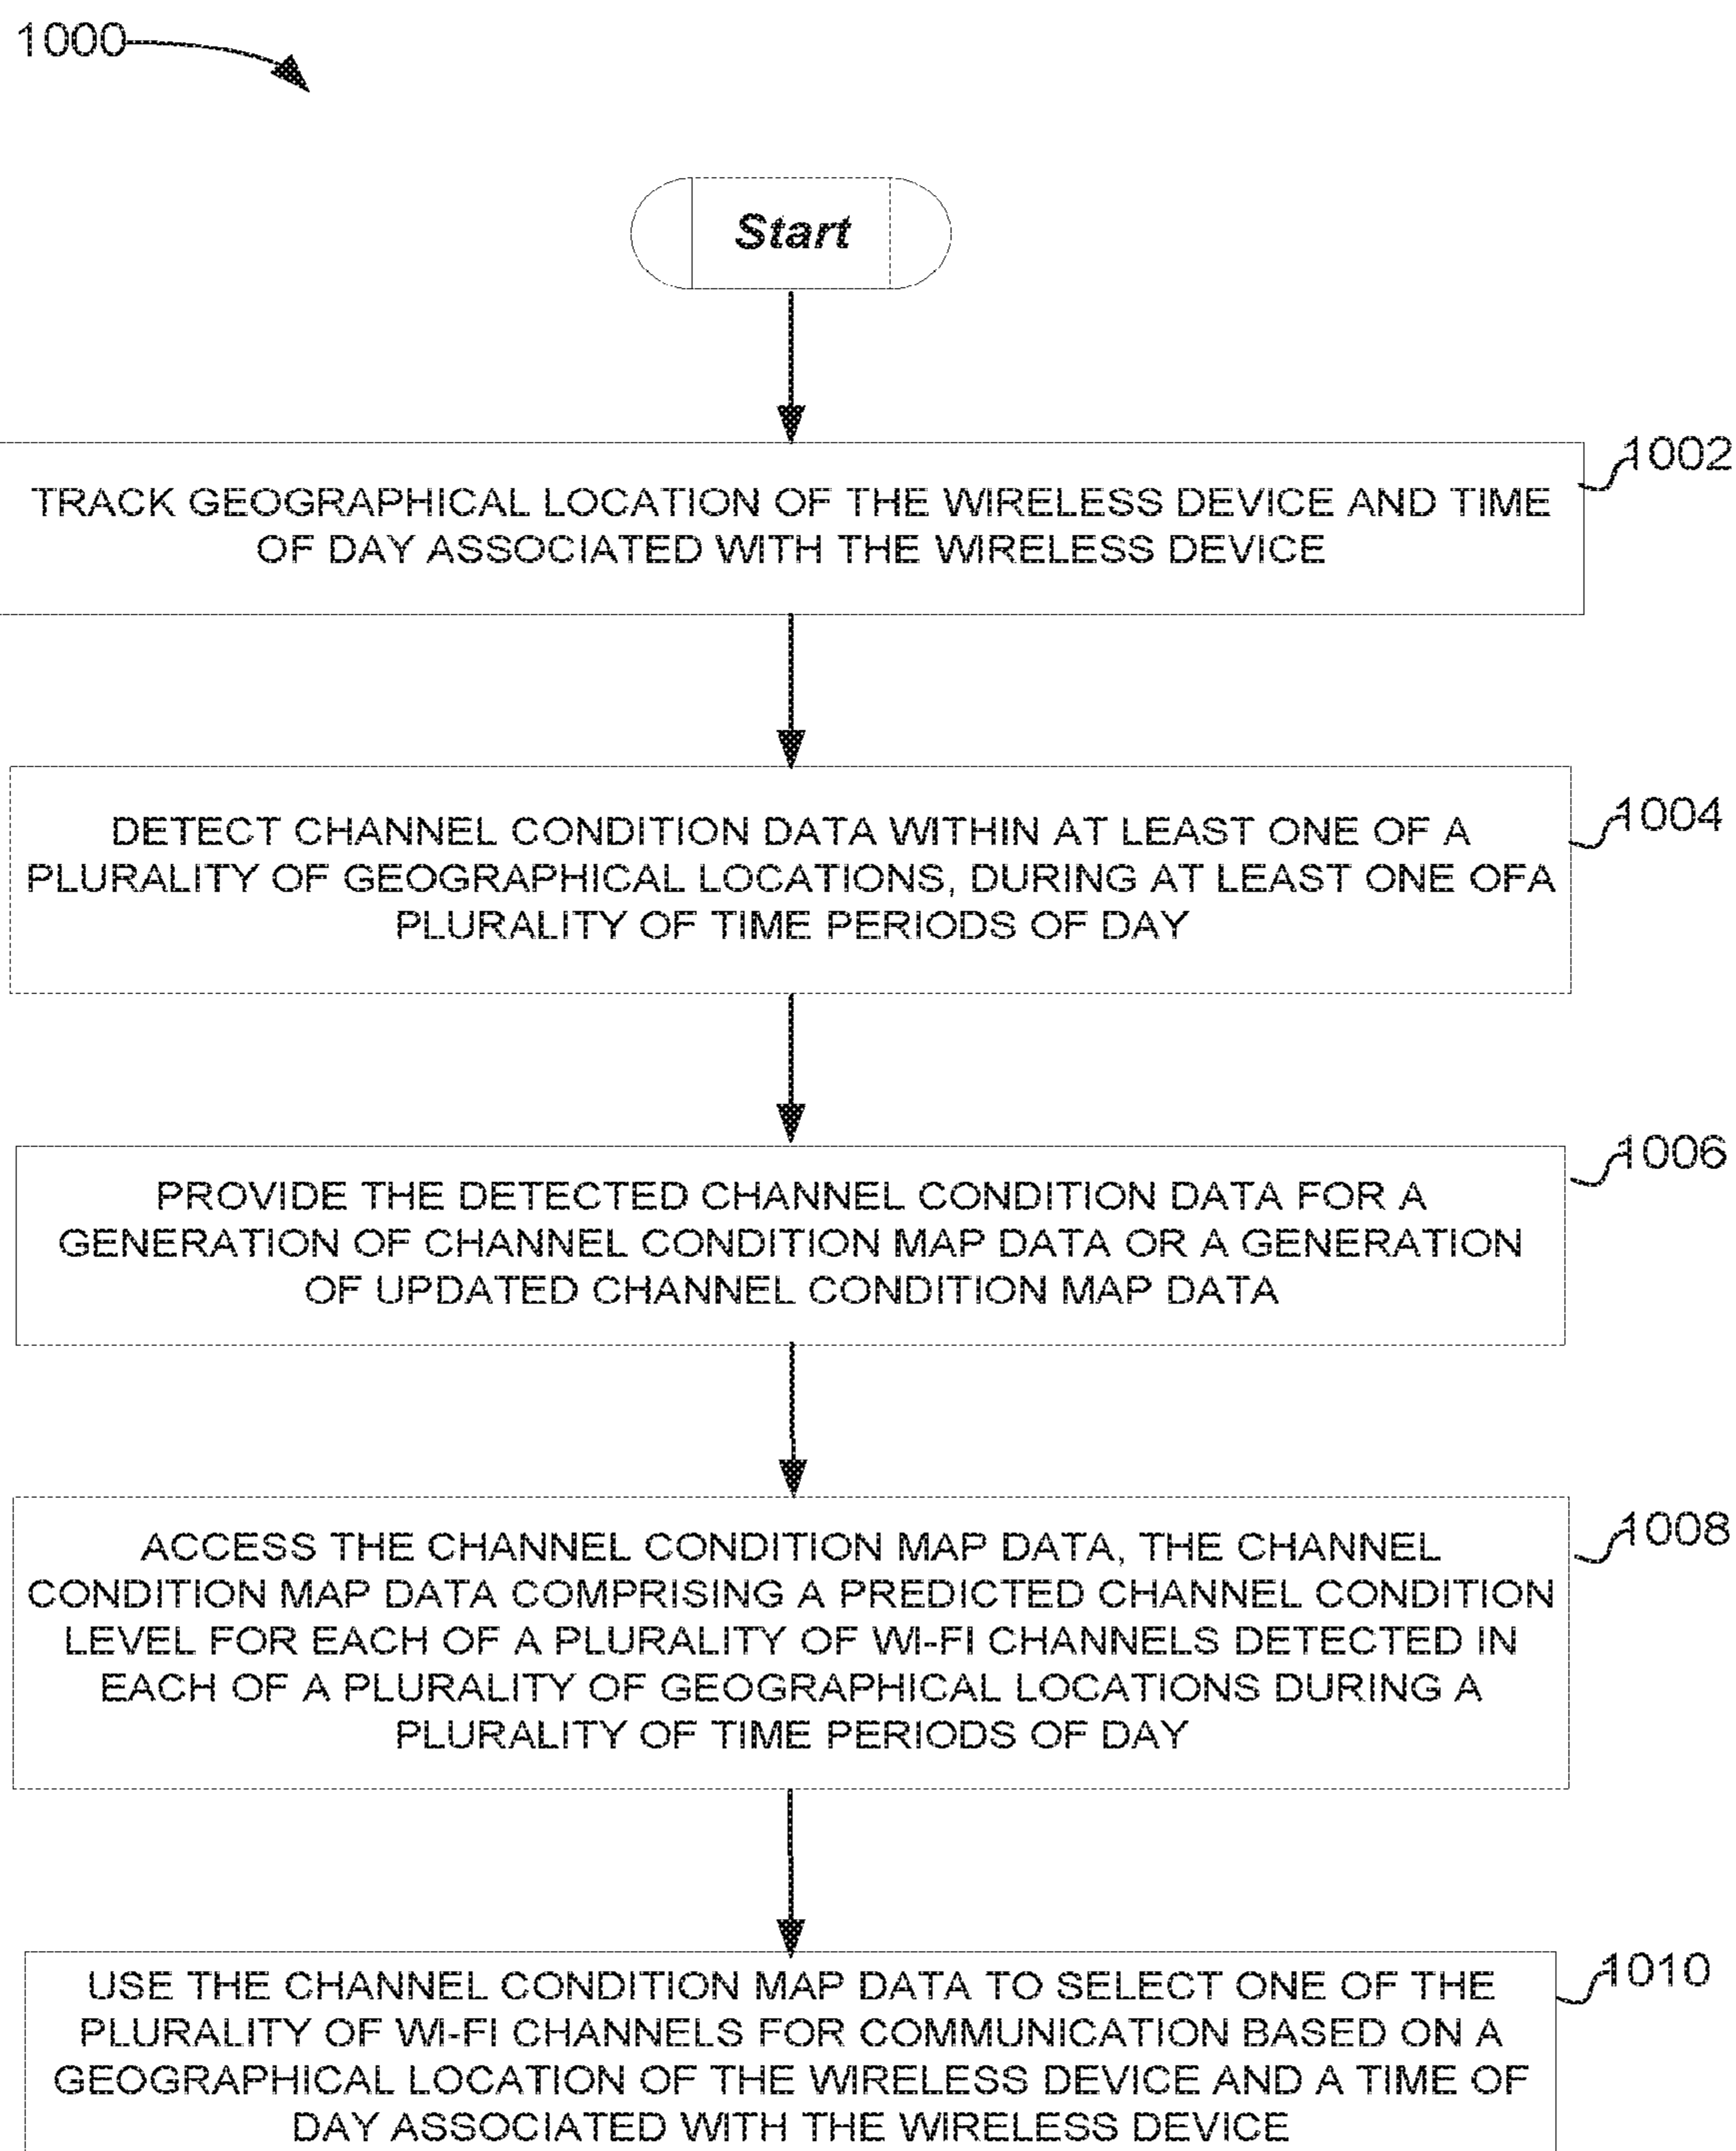 1000
Start
1002
TRACK GEOGRAPHICAL LOCATION OF THE WIRELESS DEVICE AND TIME
OF DAY ASSOCIATED WITH THE WIRELESS DEVICE
1004
DETECT CHANNEL CONDITION DATA WITHIN AT LEAST ONE OF A
PLURALITY OF GEOGRAPHICAL LOCATIONS, DURING AT LEAST ONE OFA
PLURALITY OF TIME PERIODS OF DAY
1006
PROVIDE THE DETECTED CHANNEL CONDITION DATA FOR A
GENERATION OF CHANNEL CONDITION MAP DATA OR A GENERATION
OF UPDATED CHANNEL CONDITION MAP DATA
1008
ACCESS THE CHANNEL CONDITION MAP DATA, THE CHANNEL
CONDITION MAP DATA COMPRISING A PREDICTED CHANNEL CONDITION
LEVEL FOR EACH OF A PLURALITY OF WI-FI CHANNELS DETECTED IN
EACH OF A PLURALITY OF GEOGRAPHICAL LOCATIONS DURING A
PLURALITY OF TIME PERIODS OF DAY
1010
USE THE CHANNEL CONDITION MAP DATA TO SELECT ONE OF THE
PLURALITY OF WI-FI CHANNELS FOR COMMUNICATION BASED ON A
GEOGRAPHICAL LOCATION OF THE WIRELESS DEVICE AND A TIME OF
DAY ASSOCIATED WITH THE WIRELESS DEVICE